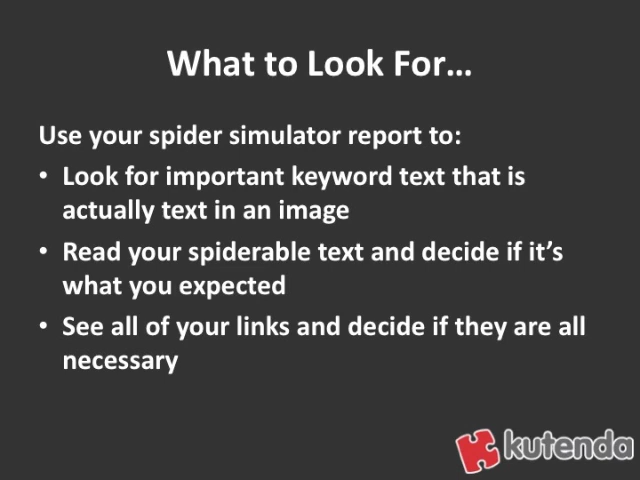 What to Look For…
Use your spider simulator report to:
• Look for important keyword text that is
actually text in an image
• Read your spiderable text and decide if it’s
what you expected
• See all of your links and decide if they are all
necessary
kutenda